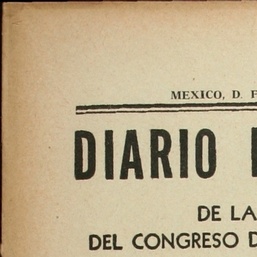 MEXICO, D. F
DIARIO
DE LA
DEL CONGRESO D